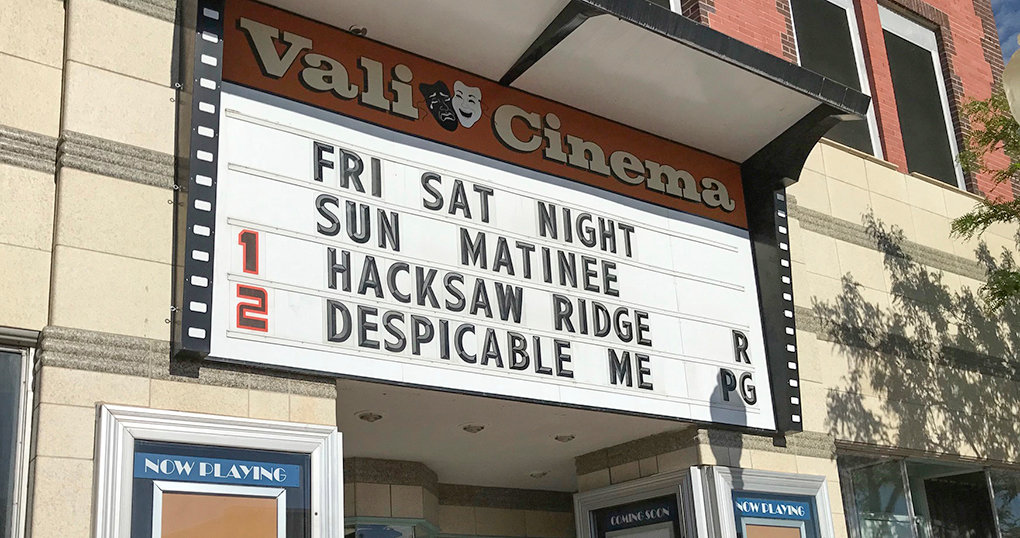 Vali Cinema
FRI SAT NIGHT
SUN MATINEE
1 HACKSAW RIDGE R
2 DESPICABLE ME PG
NOW PLAYING
COMING SOON
NOW PLAYING